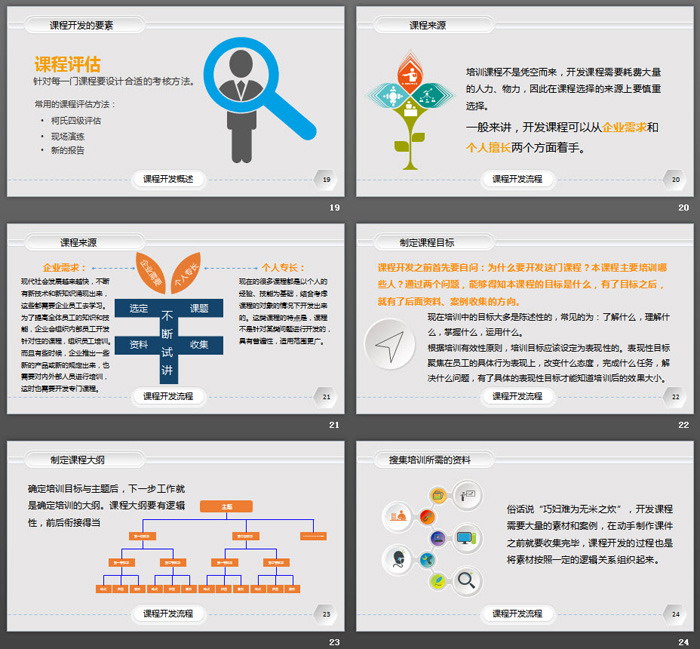 课程开发的要素
课程评估
针对每一门课程要设计合适的考核方法。
常用的课程评估方法：
• 柯氏四级评估
• 现场演练
• 新的报告
课程开发概述
19
19
课程来源
培训课程不是凭空而来，开发课程需要耗费大量
的人力、物力，因此在课程选择的来源上要慎重
选择。
一般来讲，开发课程可以从企业需求和
个人擅长两个方面着手。
课程开发流程
20
20
课程来源
企业需求：
现代社会发展越来越快，不断
有新技术和新知识涌现出来，
这些都需要企业员工去学习。
为了提高全体员工的知识和技
能，企业会组织内部员工开发
针对性的课程，组织员工培训。
而且有些时候，企业推出一些
新的产品或新的规定出来，也
需要对内外部人员进行培训，
这时也需要开发专门课程。
企业需要
个人专长
选定
课题
资料
收集
不断试讲
个人专长：
现在的很多课程都是以个人的
经验、技能为基础，结合考虑
课程的对象的情况下开发出来
的。这类课程的特点是，课程
不是针对某类问题进行开发的，
具有普遍性，适用范围更广。
课程开发流程
21
21
制定课程目标
课程开发之前首先要自问：为什么要开发这门课程？本课程主要培训哪
些人？通过两个问题，能够得知本课程的目标是什么，有了目标之后，
就有了后面资料、案例收集的方向。
现在培训中的目标大多是陈述性的，常见的为：了解什么，理解什
么，掌握什么，运用什么。
根据培训有效性原则，培训目标应该设定为表现性的。表现性目标
聚焦在员工的具体行为表现上，改变什么态度，完成什么任务，解
决什么问题，有了具体的表现性目标才能知道培训后的效果大小。
课程开发流程
22
22
制定课程大纲
确定培训目标与主题后，下一步工作就
是确定培训的大纲。课程大纲要有逻辑
性，前后衔接得当
主题
课程开发流程
23
23
搜集培训所需的资料
俗话说“巧妇难为无米之炊”，开发课程
需要大量的素材和案例，在动手制作课件
之前就要收集完毕，课程开发的过程也是
将素材按照一定的逻辑关系组织起来。
课程开发流程
24
24